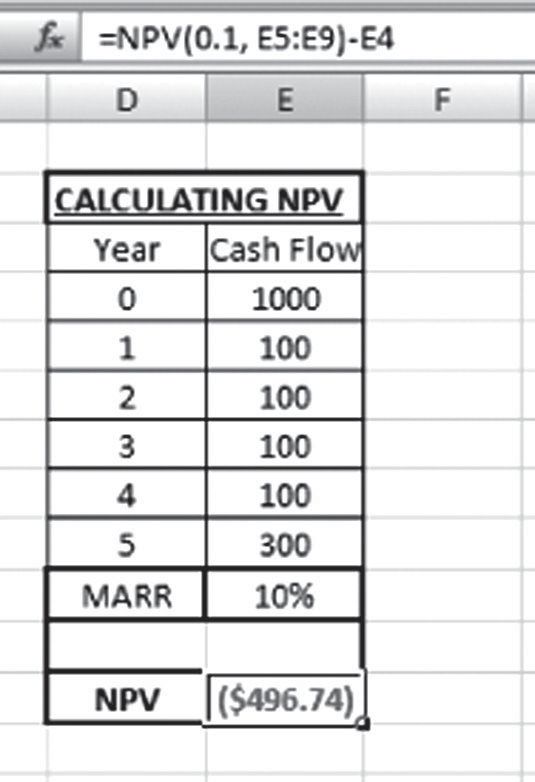 fx =NPV(0.1, E5:E9)-E4
D E F
CALCULATING NPV
Year Cash Flow
0 1000
1 100
2 100
3 100
4 100
5 300
MARR 10%
NPV ($496.74)